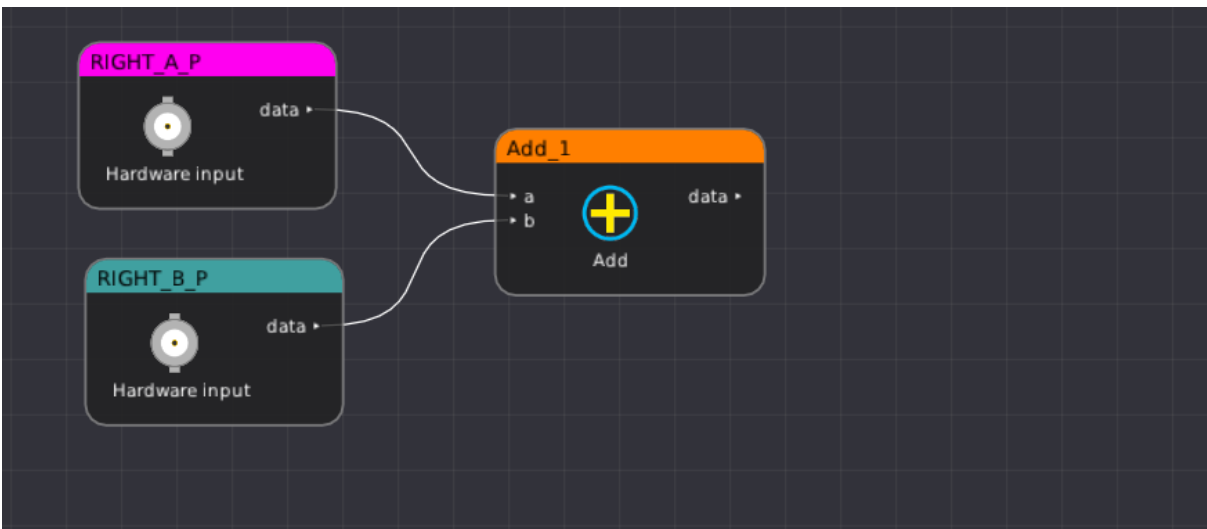 RIGHT_A_P
data
Hardware input
Add_1
a
data
b
Add
RIGHT_B_P
data
Hardware input